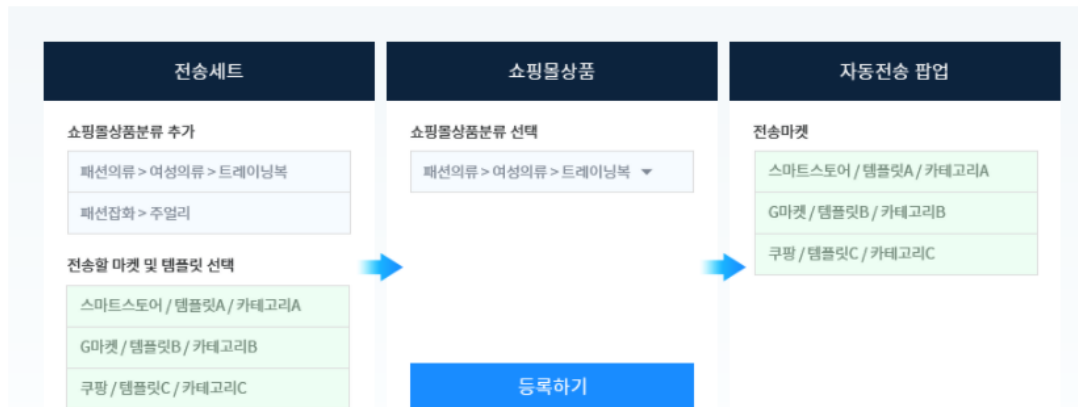 전송세트
쇼핑몰상품분류 추가
패션의류 > 여성의류 > 트레이닝복
패션잡화 > 주얼리
전송할 마켓 및 템플릿 선택
스마트스토어 / 템플릿A / 카테고리A
G마켓 / 템플릿B / 카테고리B
쿠팡 / 템플릿C / 카테고리C
쇼핑몰상품
쇼핑몰상품분류 선택
패션의류 > 여성의류 > 트레이닝복
등록하기
자동전송 팝업
전송마켓
스마트스토어 / 템플릿A / 카테고리A
G마켓 / 템플릿B / 카테고리B
쿠팡 / 템플릿C / 카테고리C